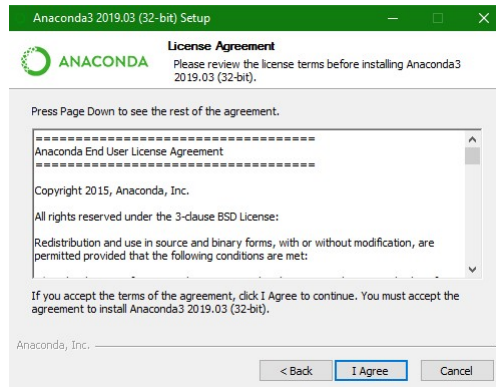 Anaconda3 2019.03 (32-bit) Setup
ANACONDA
License Agreement
Please review the license terms before installing Anaconda3
2019.03 (32-bit).
Press Page Down to see the rest of the agreement.
===================================
Anaconda End User License Agreement
===================================
Copyright 2015, Anaconda, Inc.
All rights reserved under the 3-clause BSD License:
Redistribution and use in source and binary forms, with or without modification, are
permitted provided that the following conditions are met:
If you accept the terms of the agreement, click I Agree to continue. You must accept the
agreement to install Anaconda3 2019.03 (32-bit).
Anaconda, Inc.
< Back
I Agree
Cancel